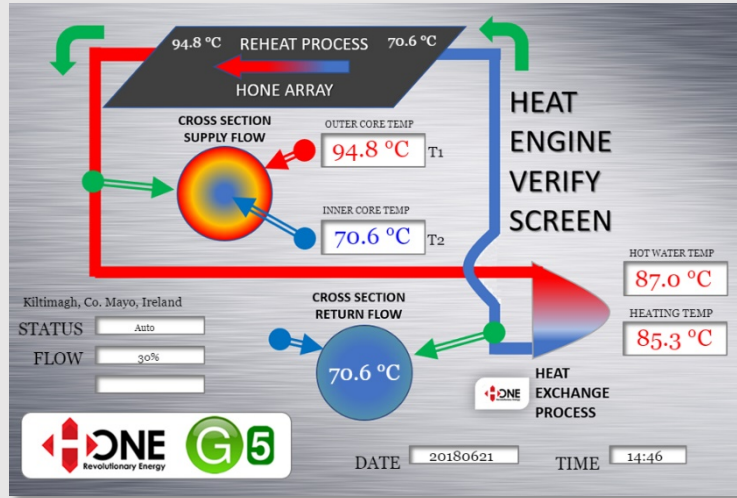 94.8 °C REHEAT PROCESS 70.6 °C
HONE ARRAY
HEAT
ENGINE
VERIFY
SCREEN
CROSS SECTION
SUPPLY FLOW
OUTER CORE TEMP
94.8 °C T1
INNER CORE TEMP
70.6 °C T2
HOT WATER TEMP
87.0 °C
HEATING TEMP
85.3 °C
Kiltimagh, Co. Mayo, Ireland
STATUS Auto
FLOW 30%
CROSS SECTION
RETURN FLOW
70.6 °C
HONE
HEAT
EXCHANGE
PROCESS
HONE
Revolutionary Energy
G5
DATE 20180621 TIME 14:46